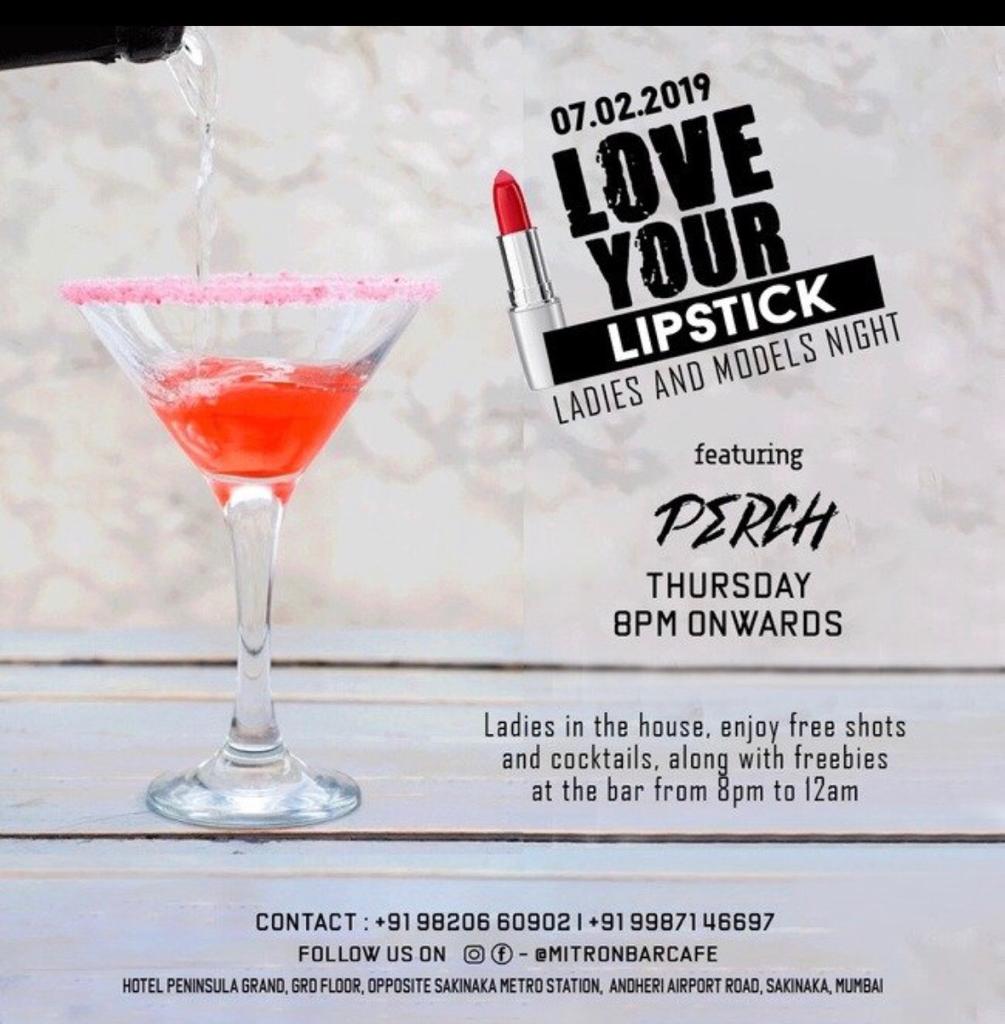 07.02.2019
LOVE
YOUR
LIPSTICK
LADIES AND MODELS NIGHT
featuring
PERCH
THURSDAY
8PM ONWARDS
Ladies in the house, enjoy free shots
and cocktails, along with freebies
at the bar from 8pm to 12am
CONTACT : +91 98206 60902 | +91 99871 46697
FOLLOW US ON - @MITRONBARCAFE
HOTEL PENINSULA GRAND, GRD FLOOR, OPPOSITE SAKINAKA METRO STATION, ANDHERI AIRPORT ROAD, SAKINAKA, MUMBAI